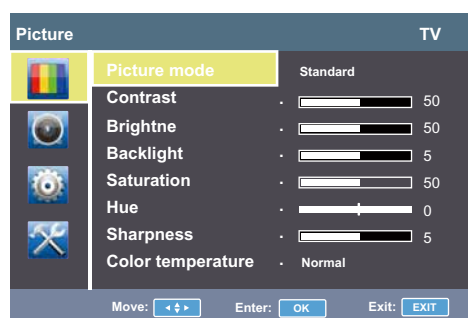 Picture TV
Picture mode Standard
Contrast . 50
Brightne . 50
Backlight . 5
Saturation . 50
Hue . 0
Sharpness . 5
Color temperature . Normal
Move: Enter: OK Exit: EXIT